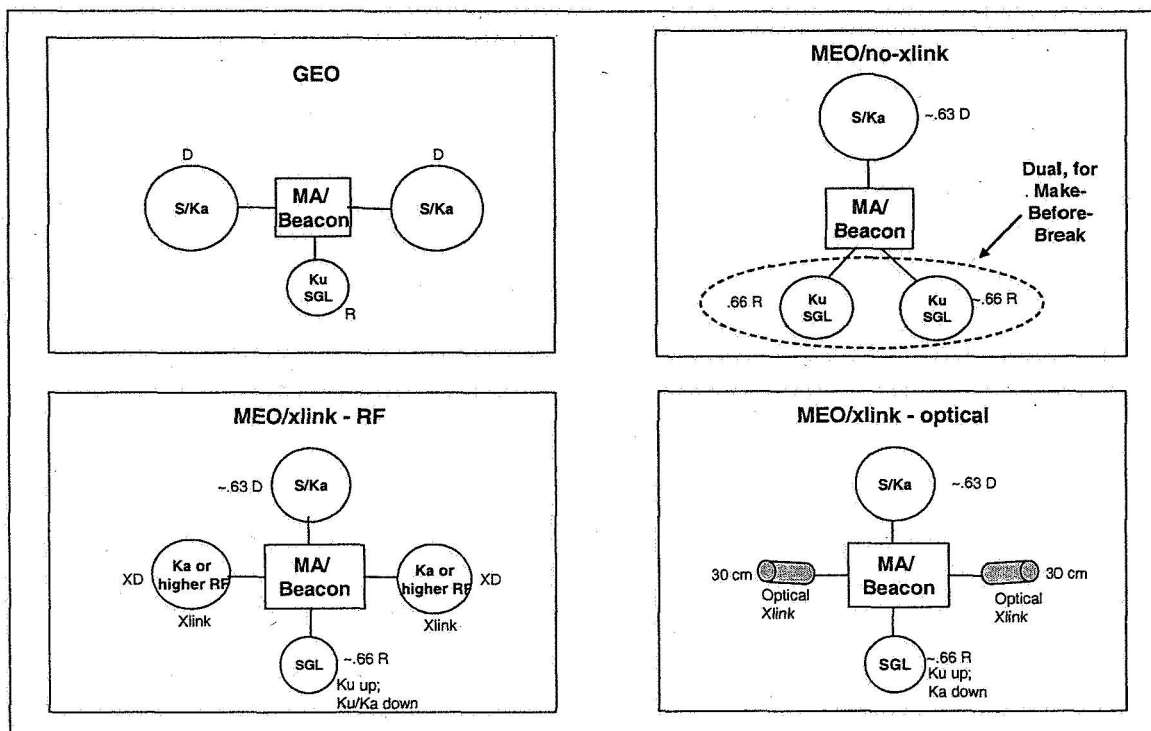 GEO
D
D
S/Ka
MA/
Beacon
S/Ka
Ku
SGL
R
MEO/no-xlink
S/Ka
~.63 D
MA/
Beacon
Dual, for
Make-
Before-
Break
.66 R
Ku
SGL
Ku
SGL
~.66 R
MEO/xlink - RF
~.63 D
S/Ka
XD
Ka or
higher RF
Xlink
MA/
Beacon
Ka or
higher RF
XD
Xlink
SGL
~.66 R
Ku up;
Ku/Ka down
MEO/xlink - optical
S/Ka
~.63 D
30 cm
Optical
Xlink
MA/
Beacon
30 cm
Optical
Xlink
SGL
~.66 R
Ku up;
Ka down